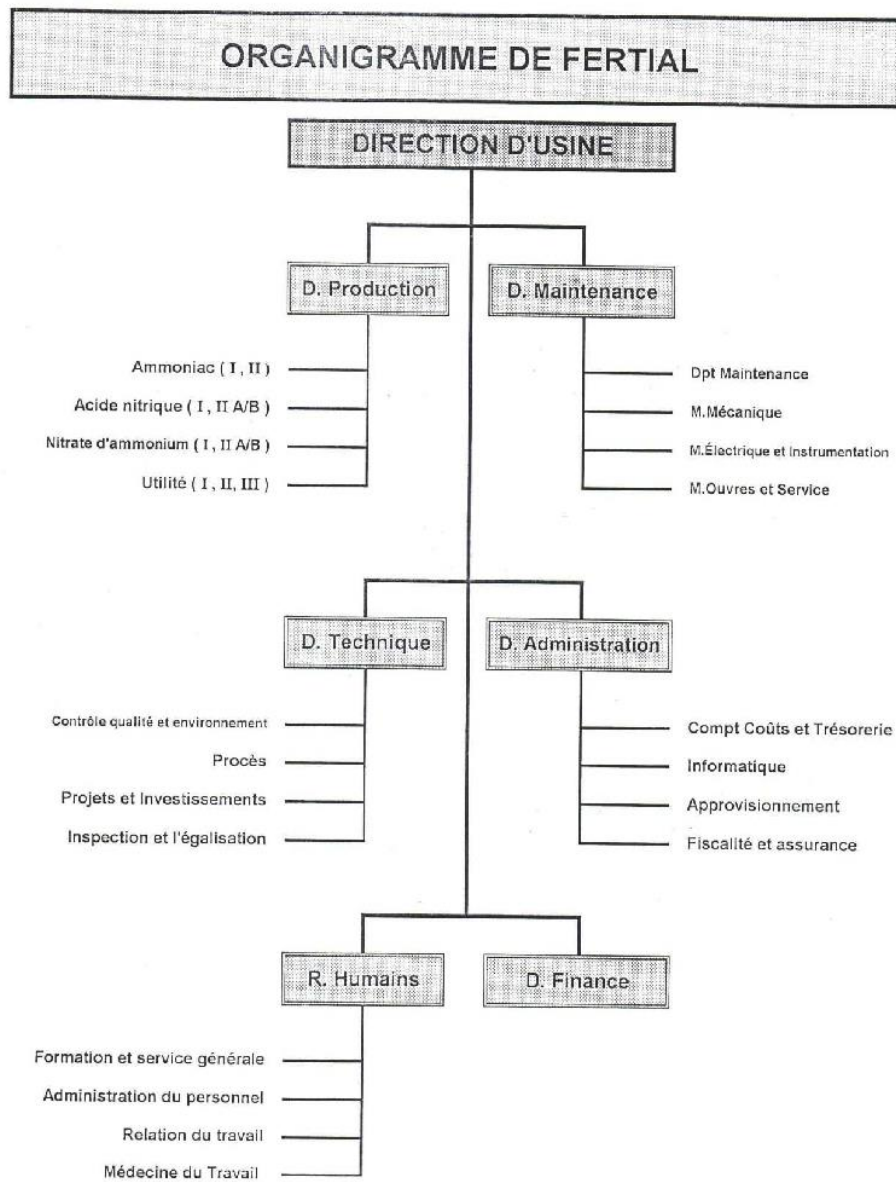 ORGANIGRAMME DE FERTIAL
DIRECTION D'USINE
D. Production
D. Maintenance
Ammoniac ( I , II )
Acide nitrique ( I , II A/B )
Nitrate d'ammonium ( I , II A/B )
Utilité ( I , II, III )
Dpt Maintenance
M.Mécanique
M.Électrique et Instrumentation
M.Ouvres et Service
D. Technique
D. Administration
Contrôle qualité et environnement
Procès
Projets et Investissements
Inspection et l'égalisation
Compt Coûts et Trésorerie
Informatique
Approvisionnement
Fiscalité et assurance
R. Humains
D. Finance
Formation et service générale
Administration du personnel
Relation du travail
Médecine du Travail